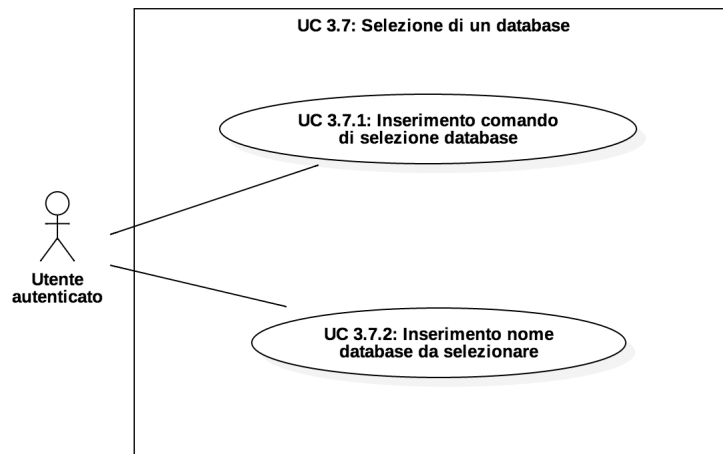 UC 3.7: Selezione di un database
UC 3.7.1: Inserimento comando
di selezione database
Utente
autenticato
UC 3.7.2: Inserimento nome
database da selezionare